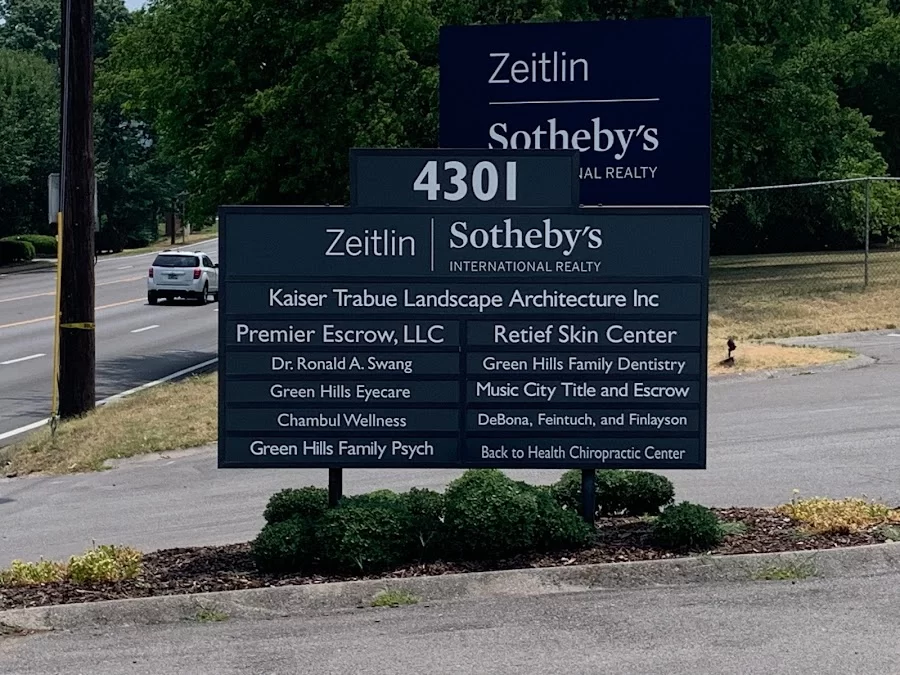 Zeitlin
Sotheby's
NAL REALTY
4301
Zeitlin | Sotheby's
INTERNATIONAL REALTY
Kaiser Trabue Landscape Architecture Inc
Premier Escrow, LLC
Retief Skin Center
Dr. Ronald A. Swang
Green Hills Family Dentistry
Green Hills Eyecare
Music City Title and Escrow
Chambul Wellness
DeBona, Feintuch, and Finlayson
Green Hills Family Psych
Back to Health Chiropractic Center